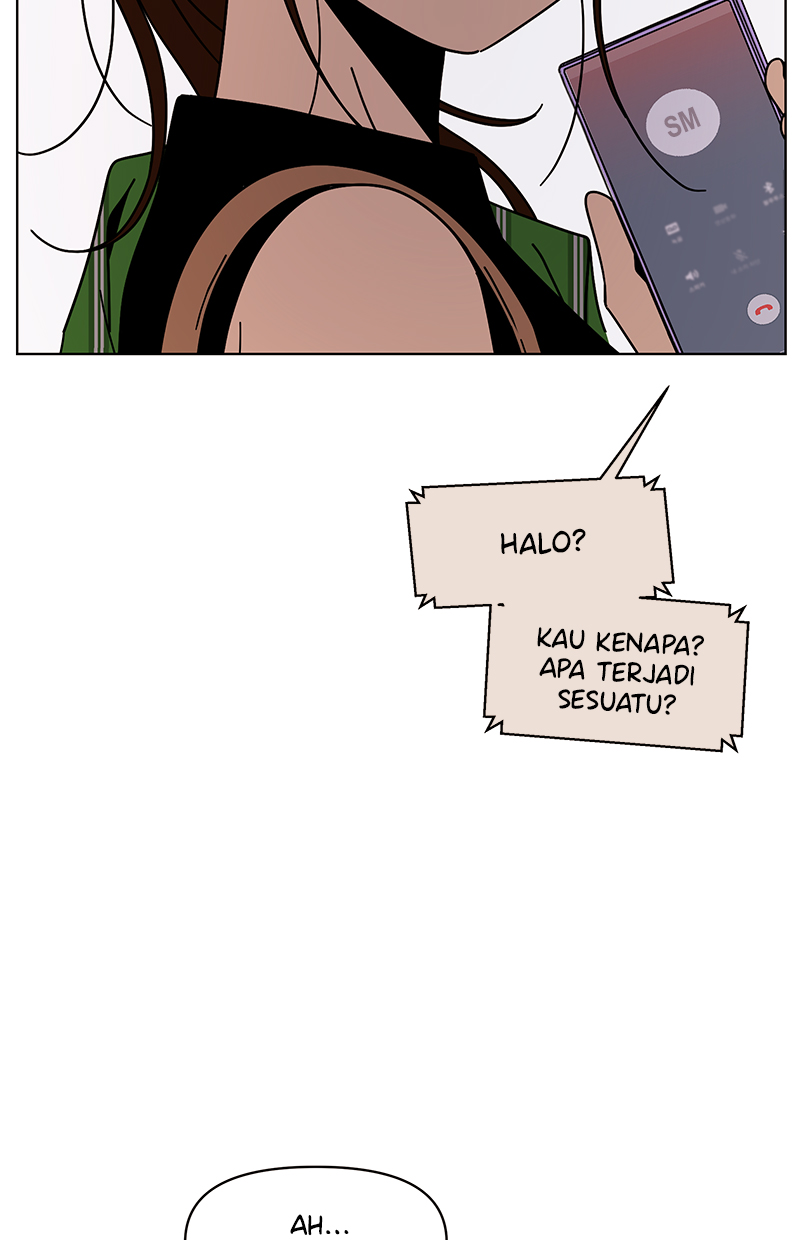 SM
HALO?
KAU KENAPA?
APA TERJADI
SESUATU?
AH...